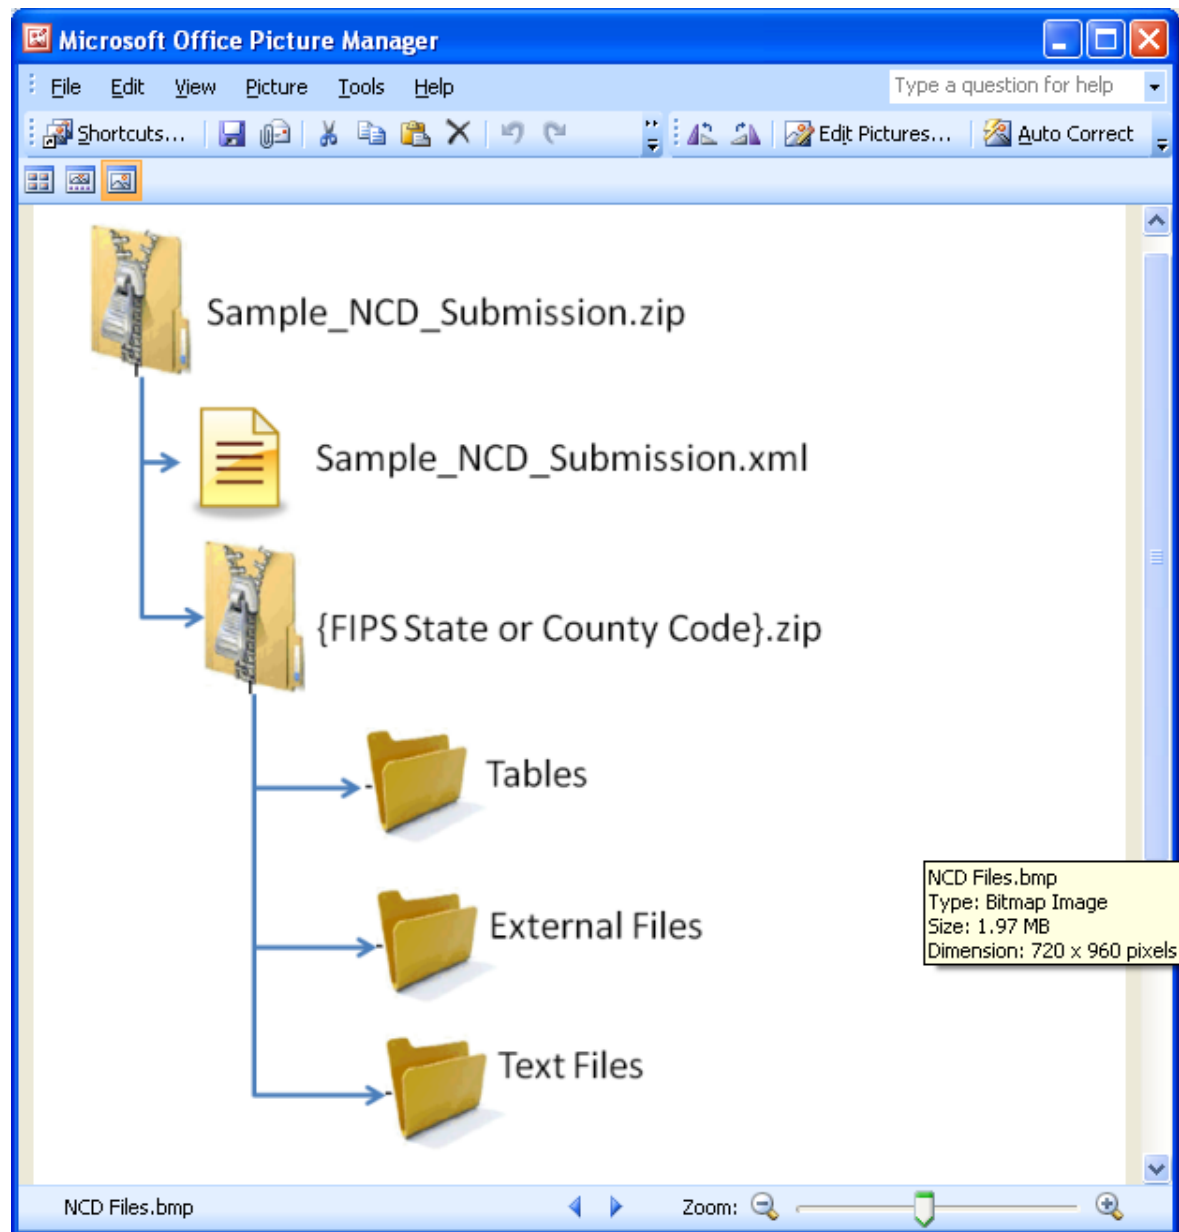 Microsoft Office Picture Manager
File Edit View Picture Tools Help Type a question for help
Shortcuts... Edit Pictures... Auto Correct
Sample_NCD_Submission.zip
Sample_NCD_Submission.xml
{FIPS State or County Code}.zip
Tables
External Files
Text Files
NCD Files.bmp
Type: Bitmap Image
Size: 1.97 MB
Dimension: 720 x 960 pixels
NCD Files.bmp Zoom: